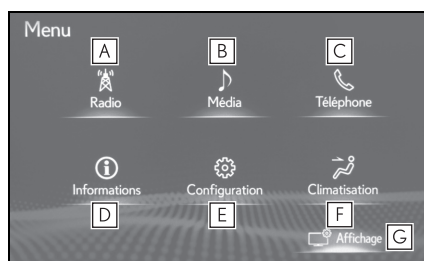 Menu
A B C
Radio Média Téléphone
Informations Configuration Climatisation
D E F
Affichage G